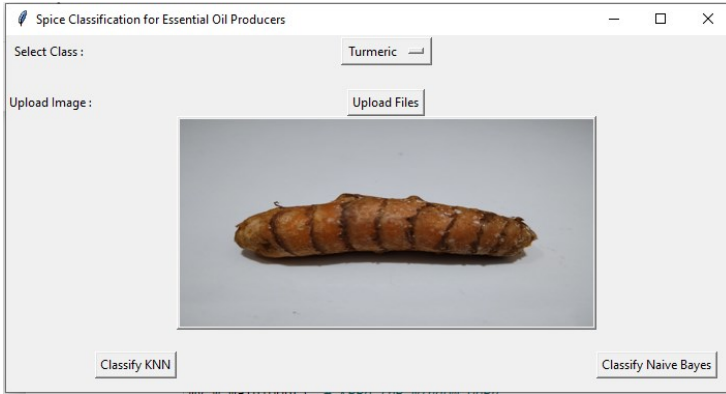 Spice Classification for Essential Oil Producers
Select Class :
Turmeric
Upload Image :
Upload Files
Classify KNN
Classify Naive Bayes